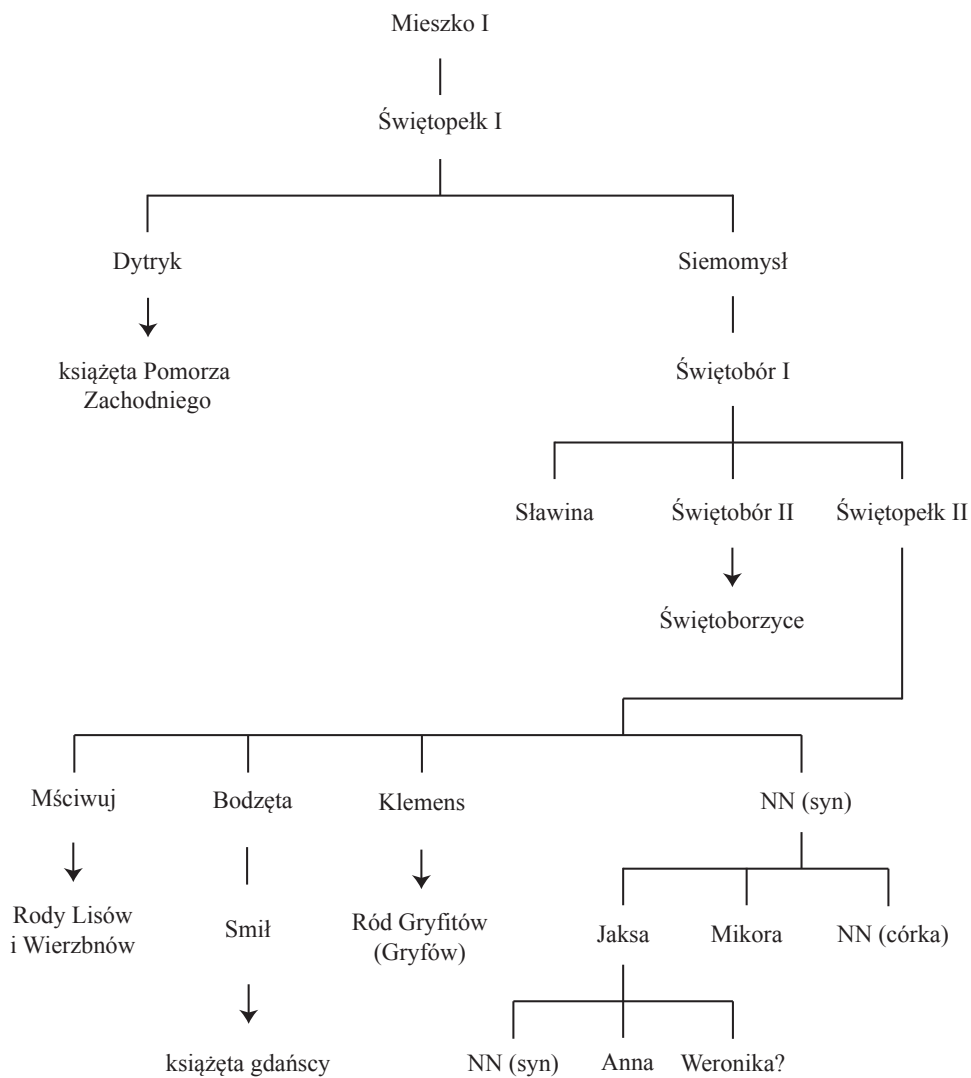 Mieszko I
Świętopełk I
Dytryk
Siemomysł
książęta Pomorza
Zachodniego
Świętobór I
Sławina
Świętobór II
Świętopełk II
Świętoborzyce
Mściwuj
Bodzęta
Klemens
NN (syn)
Rody Lisów
i Wierzbnów
Smił
Ród Gryfitów
(Gryfów)
Jaksa
Mikora
NN (córka)
książęta gdańscy
NN (syn)
Anna
Weronika?